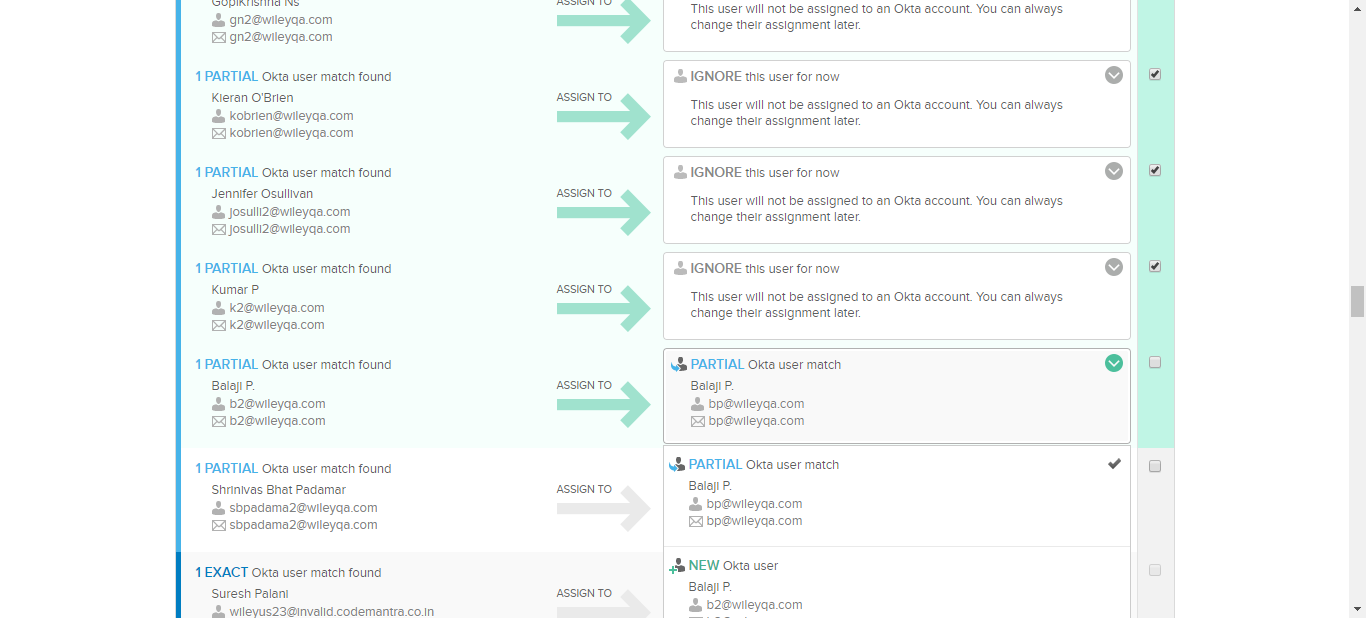 GopiKrishna Ns
gn2@wileyqa.com
gn2@wileyqa.com
ASSIGN TO
This user will not be assigned to an Okta account. You can always
change their assignment later.
1 PARTIAL Okta user match found
Kieran O'Brien
kobrien@wileyqa.com
kobrien@wileyqa.com
ASSIGN TO
IGNORE this user for now
This user will not be assigned to an Okta account. You can always
change their assignment later.
1 PARTIAL Okta user match found
Jennifer Osullivan
josulli2@wileyqa.com
josulli2@wileyqa.com
ASSIGN TO
IGNORE this user for now
This user will not be assigned to an Okta account. You can always
change their assignment later.
1 PARTIAL Okta user match found
Kumar P
k2@wileyqa.com
k2@wileyqa.com
ASSIGN TO
IGNORE this user for now
This user will not be assigned to an Okta account. You can always
change their assignment later.
1 PARTIAL Okta user match found
Balaji P.
b2@wileyqa.com
b2@wileyqa.com
ASSIGN TO
PARTIAL Okta user match
Balaji P.
bp@wileyqa.com
bp@wileyqa.com
1 PARTIAL Okta user match found
Shrinivas Bhat Padamar
sbpadama2@wileyqa.com
sbpadama2@wileyqa.com
ASSIGN TO
PARTIAL Okta user match
Balaji P.
bp@wileyqa.com
bp@wileyqa.com
1 EXACT Okta user match found
Suresh Palani
wileyus23@invalid.codemantra.co.in
ASSIGN TO
NEW Okta user
Balaji P.
b2@wileyqa.com